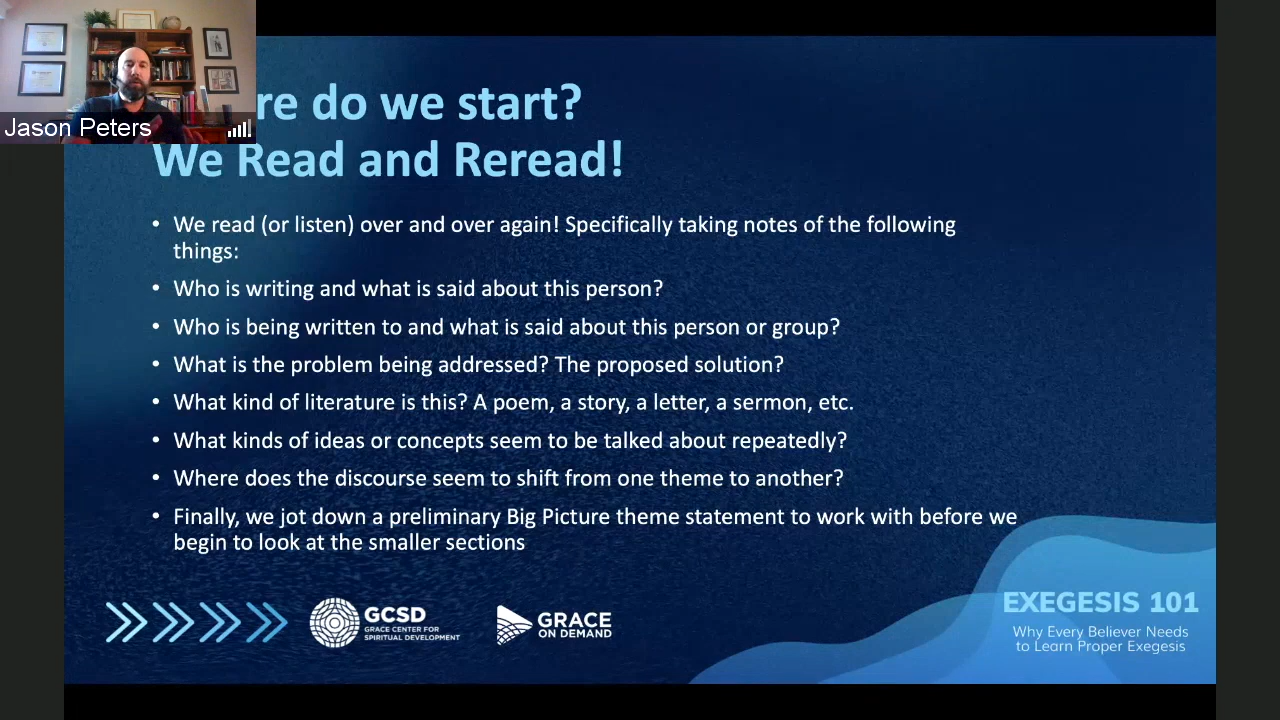 Jason Peters
re do we start?
We Read and Reread!
• We read (or listen) over and over again! Specifically taking notes of the following
things:
• Who is writing and what is said about this person?
• Who is being written to and what is said about this person or group?
• What is the problem being addressed? The proposed solution?
• What kind of literature is this? A poem, a story, a letter, a sermon, etc.
• What kinds of ideas or concepts seem to be talked about repeatedly?
• Where does the discourse seem to shift from one theme to another?
• Finally, we jot down a preliminary Big Picture theme statement to work with before we
begin to look at the smaller sections
GCSD
GRACE CENTER FOR
SPIRITUAL DEVELOPMENT
GRACE
ON DEMAND
EXEGESIS 101
Why Every Believer Needs
to Learn Proper Exegesis